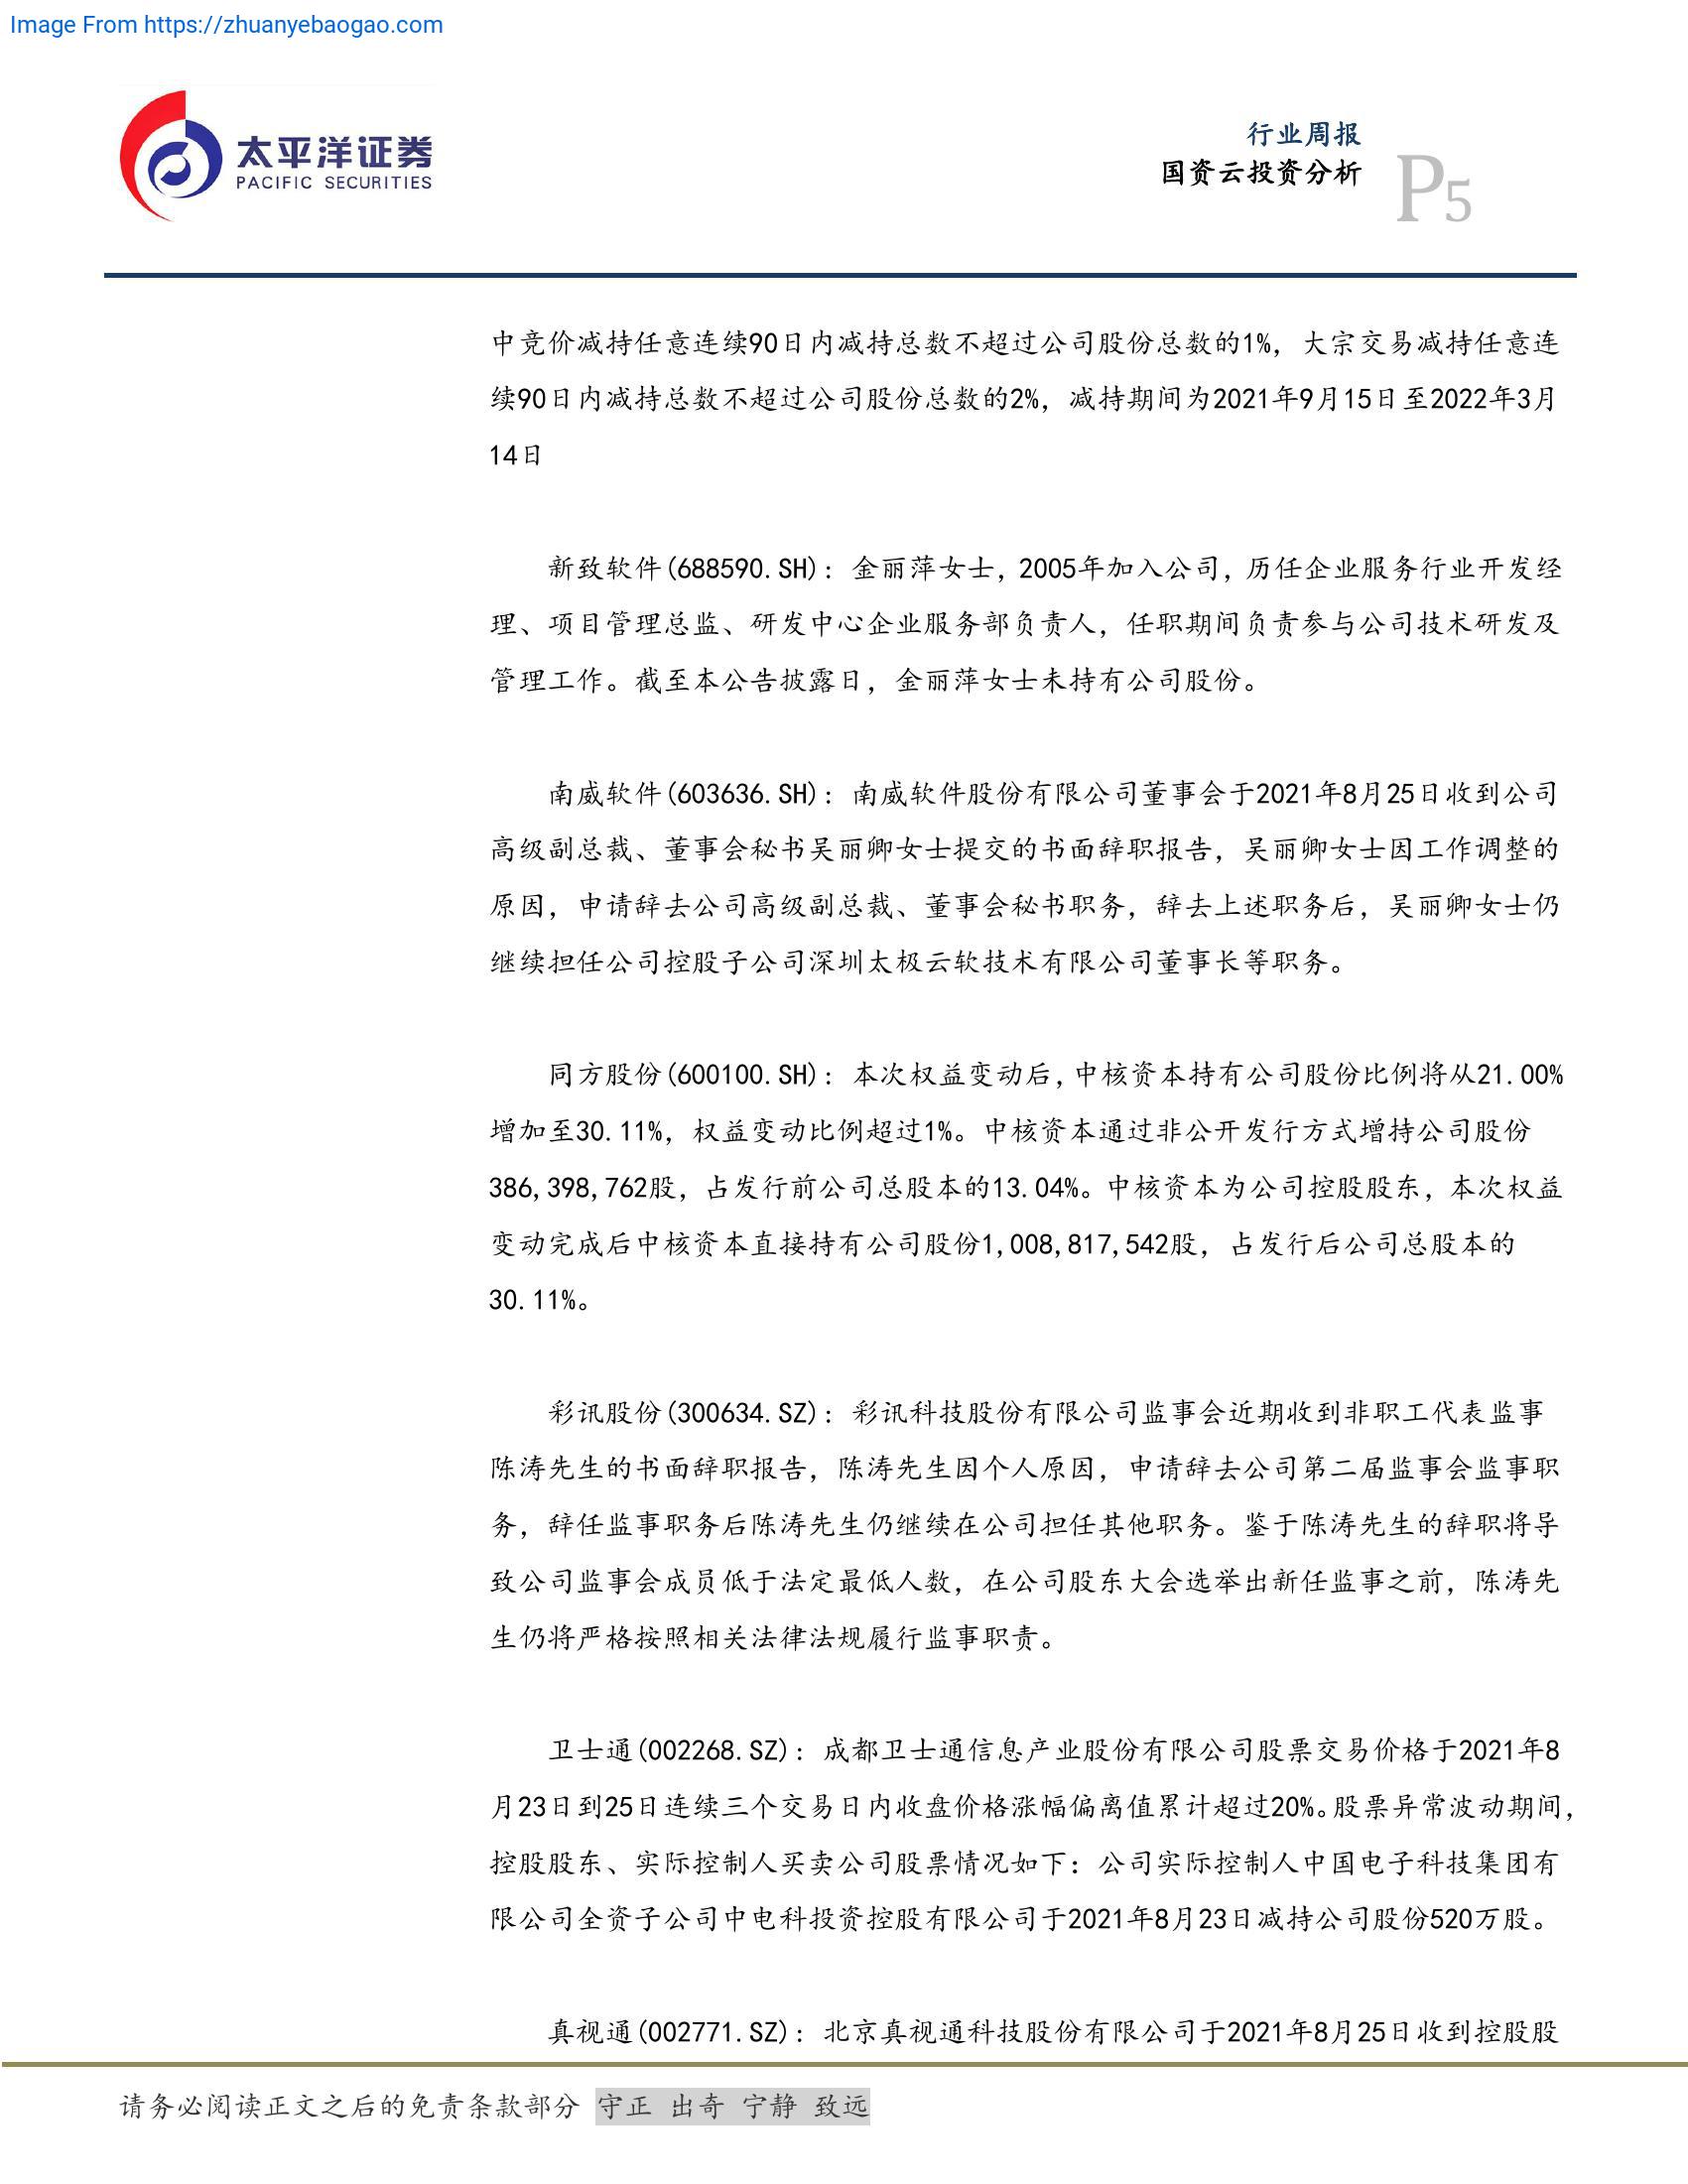 Image From https://zhuanyebaogao.com
太平洋证券
PACIFIC SECURITIES
行业周报
国资云投资分析
P5
中竞价减持任意连续90日内减持总数不超过公司股份总数的1%，大宗交易减持任意连
续90日内减持总数不超过公司股份总数的2%，减持期间为2021年9月15日至2022年3月
14日
新致软件(688590.SH)：金丽萍女士，2005年加入公司，历任企业服务行业开发经
理、项目管理总监、研发中心企业服务部负责人，任职期间负责参与公司技术研发及
管理工作。截至本公告披露日，金丽萍女士未持有公司股份。
南威软件(603636.SH)：南威软件股份有限公司董事会于2021年8月25日收到公司
高级副总裁、董事会秘书吴丽卿女士提交的书面辞职报告，吴丽卿女士因工作调整的
原因，申请辞去公司高级副总裁、董事会秘书职务，辞去上述职务后，吴丽卿女士仍
继续担任公司控股子公司深圳太极云软技术有限公司董事长等职务。
同方股份(600100.SH)：本次权益变动后，中核资本持有公司股份比例将从21.00%
增加至30.11%，权益变动比例超过1%。中核资本通过非公开发行方式增持公司股份
386,398,762股，占发行前公司总股本的13.04%。中核资本为公司控股股东，本次权益
变动完成后中核资本直接持有公司股份1,008,817,542股，占发行后公司总股本的
30.11%。
彩讯股份(300634.SZ)：彩讯科技股份有限公司监事会近期收到非职工代表监事
陈涛先生的书面辞职报告，陈涛先生因个人原因，申请辞去公司第二届监事会监事职
务，辞任监事职务后陈涛先生仍继续在公司担任其他职务。鉴于陈涛先生的辞职将导
致公司监事会成员低于法定最低人数，在公司股东大会选举出新任监事之前，陈涛先
生仍将严格按照相关法律法规履行监事职责。
卫士通(002268.SZ)：成都卫士通信息产业股份有限公司股票交易价格于2021年8
月23日到25日连续三个交易日内收盘价格涨幅偏离值累计超过20%。股票异常波动期间，
控股股东、实际控制人买卖公司股票情况如下：公司实际控制人中国电子科技集团有
限公司全资子公司中电科投资控股有限公司于2021年8月23日减持公司股份520万股。
真视通(002771.SZ)：北京真视通科技股份有限公司于2021年8月25日收到控股股
请务必阅读正文之后的免责条款部分 守正 出奇 宁静 致远